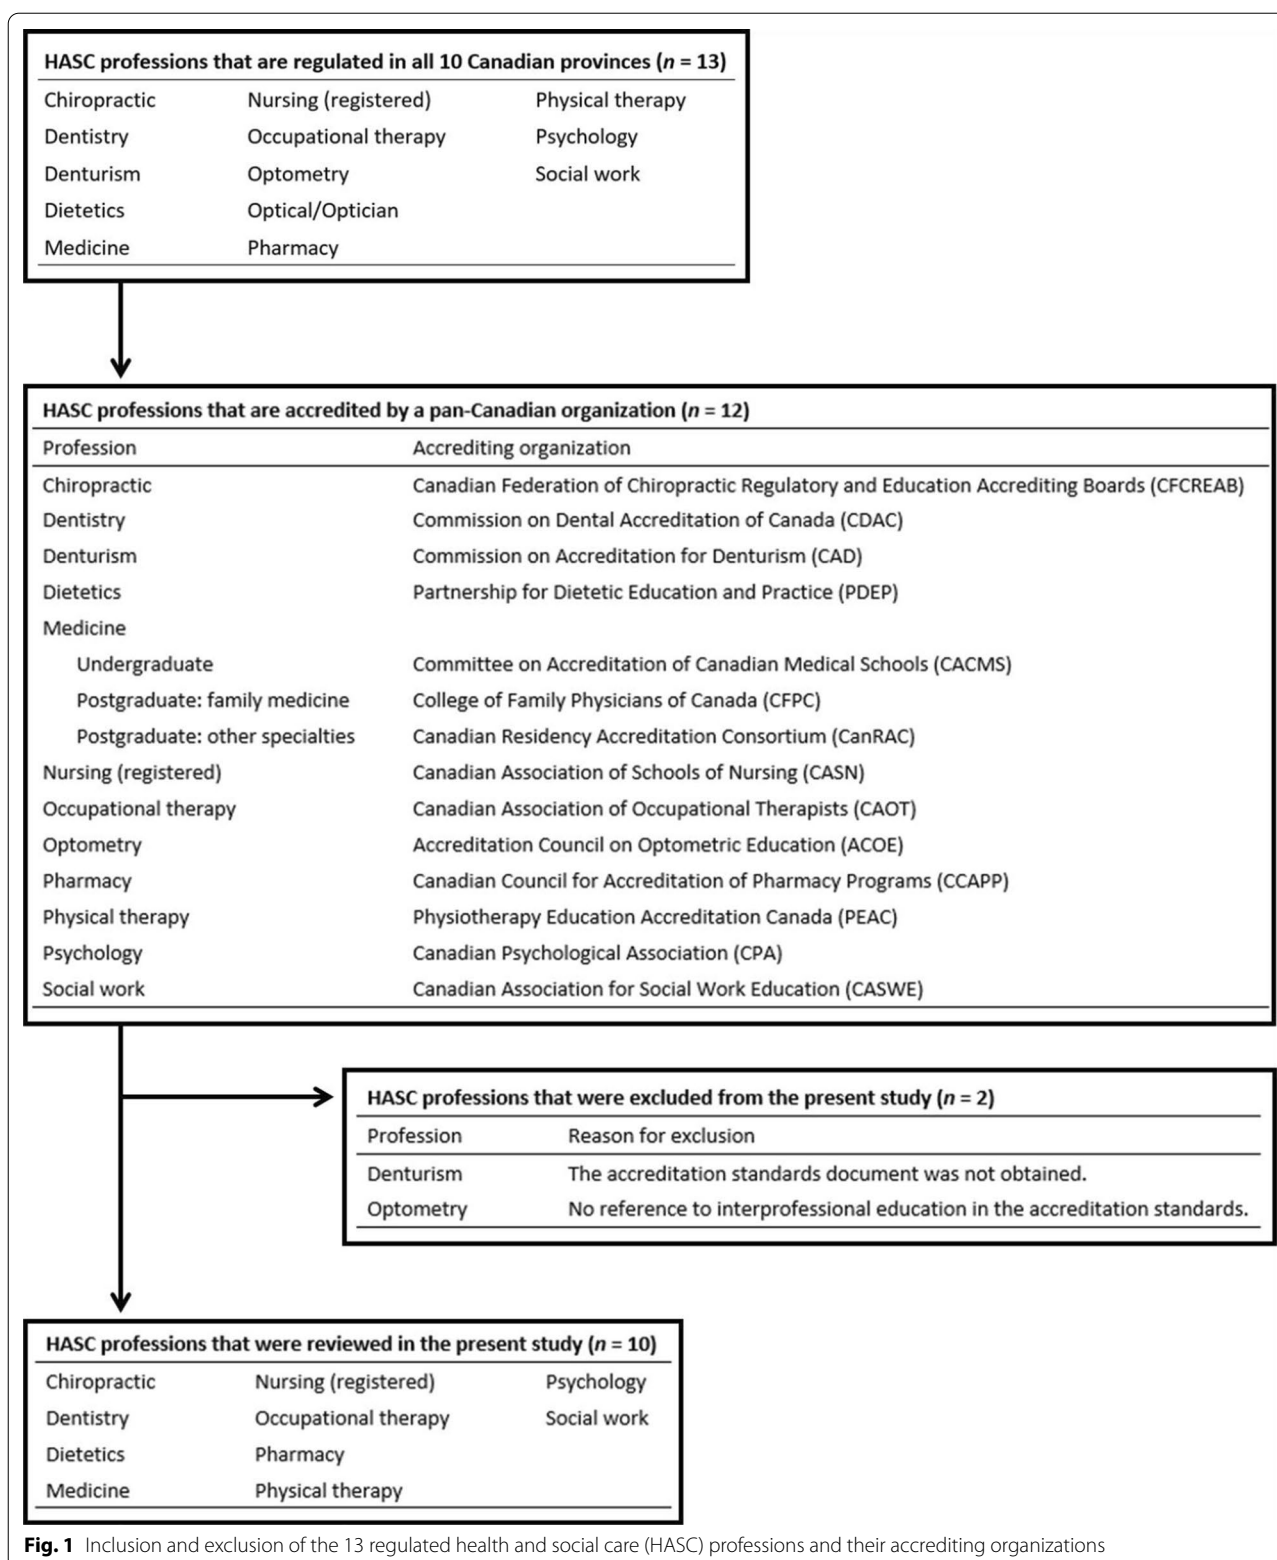 HASC professions that are regulated in all 10 Canadian provinces (n = 13)
Chiropractic Nursing (registered) Physical therapy
Dentistry Occupational therapy Psychology
Denturism Optometry Social work
Dietetics Optical/Optician
Medicine Pharmacy
HASC professions that are accredited by a pan-Canadian organization (n = 12)
Profession Accrediting organization
Chiropractic Canadian Federation of Chiropractic Regulatory and Education Accrediting Boards (CFCREAB)
Dentistry Commission on Dental Accreditation of Canada (CDAC)
Denturism Commission on Accreditation for Denturism (CAD)
Dietetics Partnership for Dietetic Education and Practice (PDEP)
Medicine
Undergraduate Committee on Accreditation of Canadian Medical Schools (CACMS)
Postgraduate: family medicine College of Family Physicians of Canada (CFPC)
Postgraduate: other specialties Canadian Residency Accreditation Consortium (CanRAC)
Nursing (registered) Canadian Association of Schools of Nursing (CASN)
Occupational therapy Canadian Association of Occupational Therapists (CAOT)
Optometry Accreditation Council on Optometric Education (ACOE)
Pharmacy Canadian Council for Accreditation of Pharmacy Programs (CCAPP)
Physical therapy Physiotherapy Education Accreditation Canada (PEAC)
Psychology Canadian Psychological Association (CPA)
Social work Canadian Association for Social Work Education (CASWE)
HASC professions that were excluded from the present study (n = 2)
Profession Reason for exclusion
Denturism The accreditation standards document was not obtained.
Optometry No reference to interprofessional education in the accreditation standards.
HASC professions that were reviewed in the present study (n = 10)
Chiropractic Nursing (registered) Psychology
Dentistry Occupational therapy Social work
Dietetics Pharmacy
Medicine Physical therapy
Fig. 1 Inclusion and exclusion of the 13 regulated health and social care (HASC) professions and their accrediting organizations